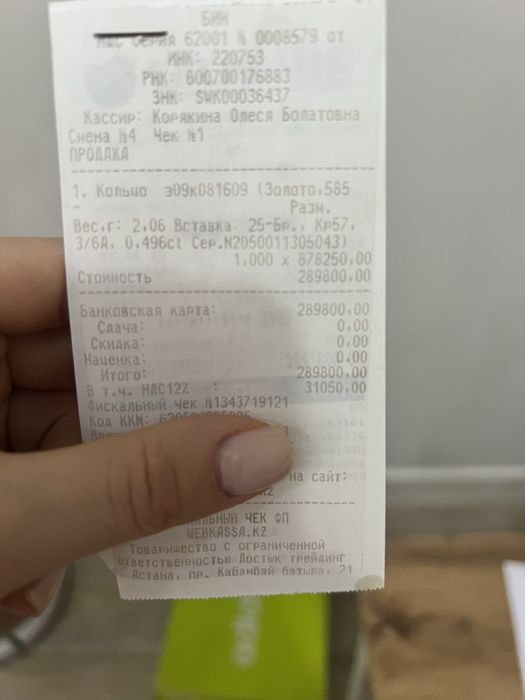 БИН
НДС Серия 62001 № 0008579 от
ИНК: 220753
РНК: 600700176883
ЗНК: SWK00036437
Кассир: Корякина Олеся Болатовна
Смена №4 Чек №1
ПРОДАЖА
1. Кольцо э09к081609 (Золото,585
- Разм.
Вес,г: 2,06 Вставка: 25-Бр., Кр57,
3/6А, 0,496ct Сер.N2050011305043)
1,000 x 878250,00
Стоимость 289800,00
Банковская карта: 289800,00
Сдача: 0,00
Скидка: 0,00
Наценка: 0,00
Итого: 289800,00
В т.ч. НДС12% : 31050,00
Фискальный чек №1343719121
Код ККМ:
на сайт:
ЧЕК ФП
WEBKASSA.KZ
Товарищество с ограниченной
ответственностью Достык трейдинг
Астана, пр. Кабанбай батыра, 21